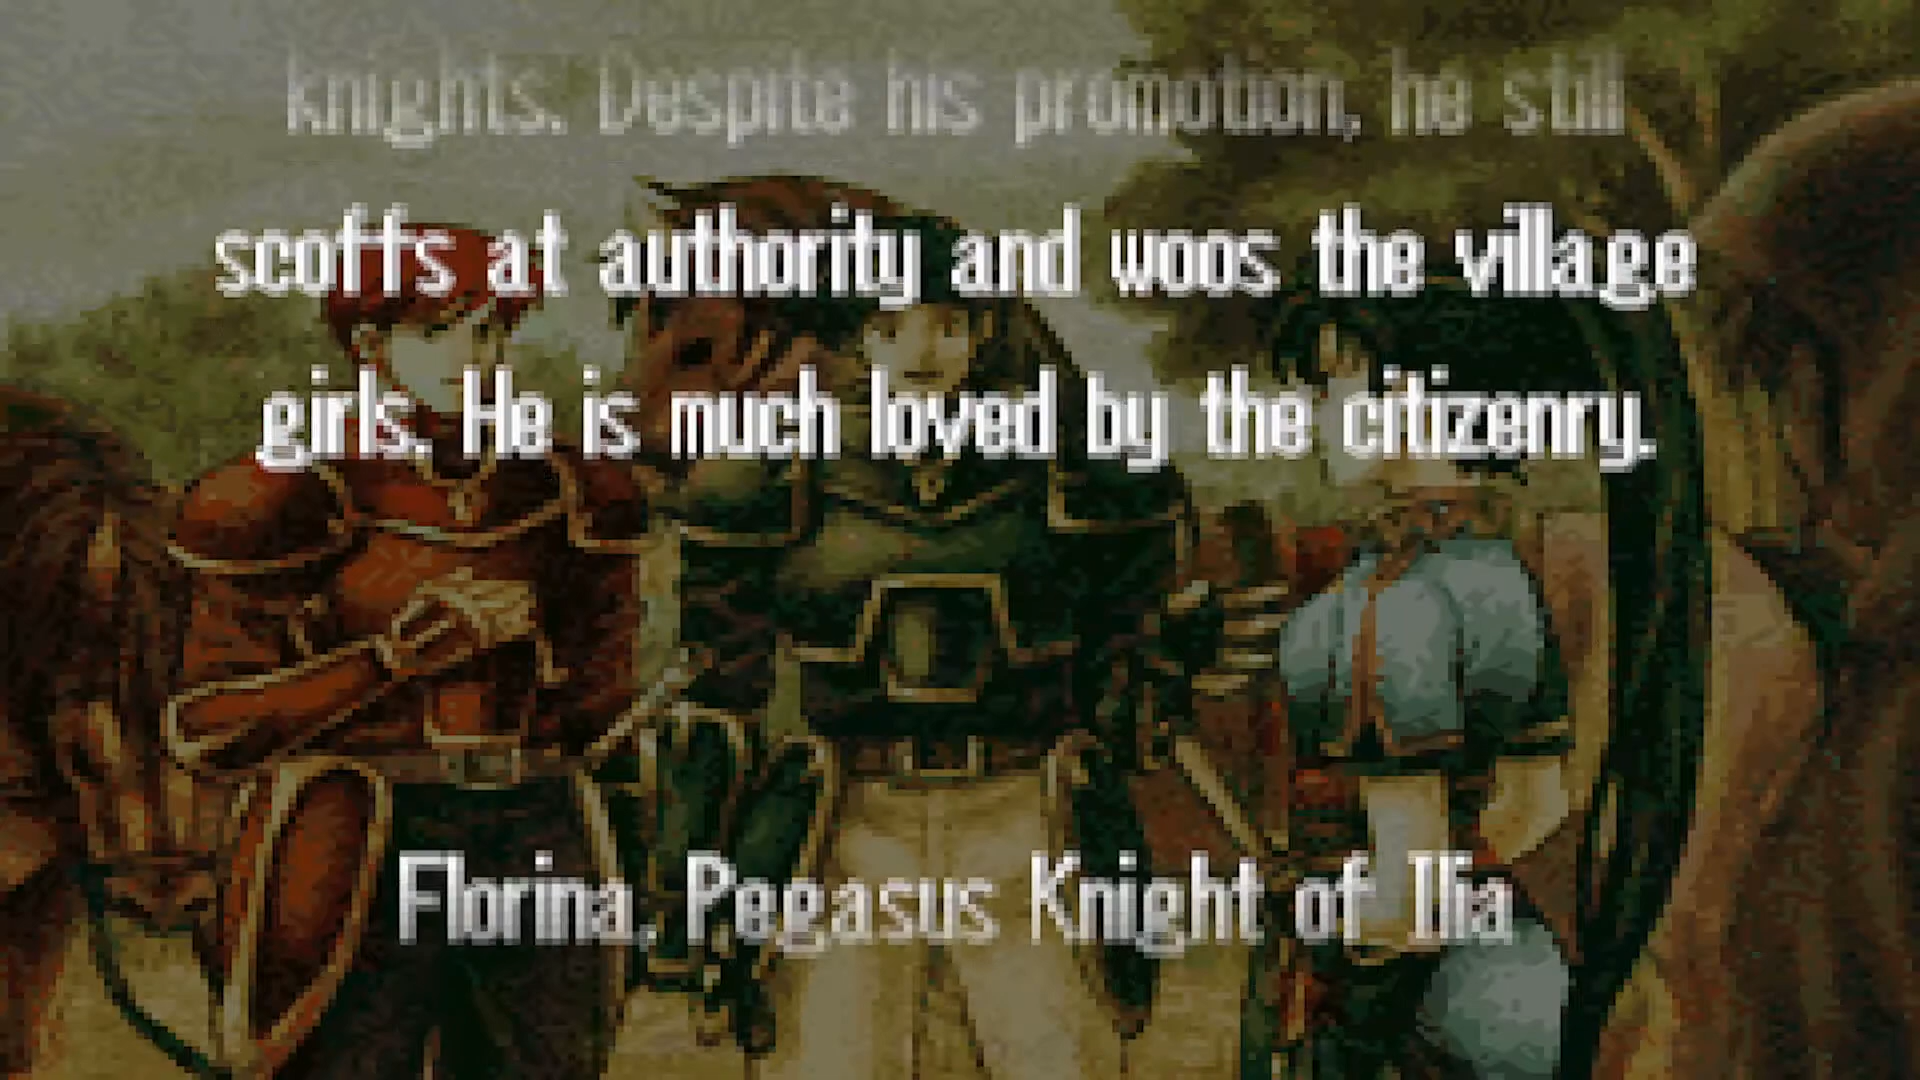 knights. Despite his promotion, he still
scoffs at authority and woos the village
girls. He is much loved by the citizenry.
Florina, Pegasus Knight of Ilia